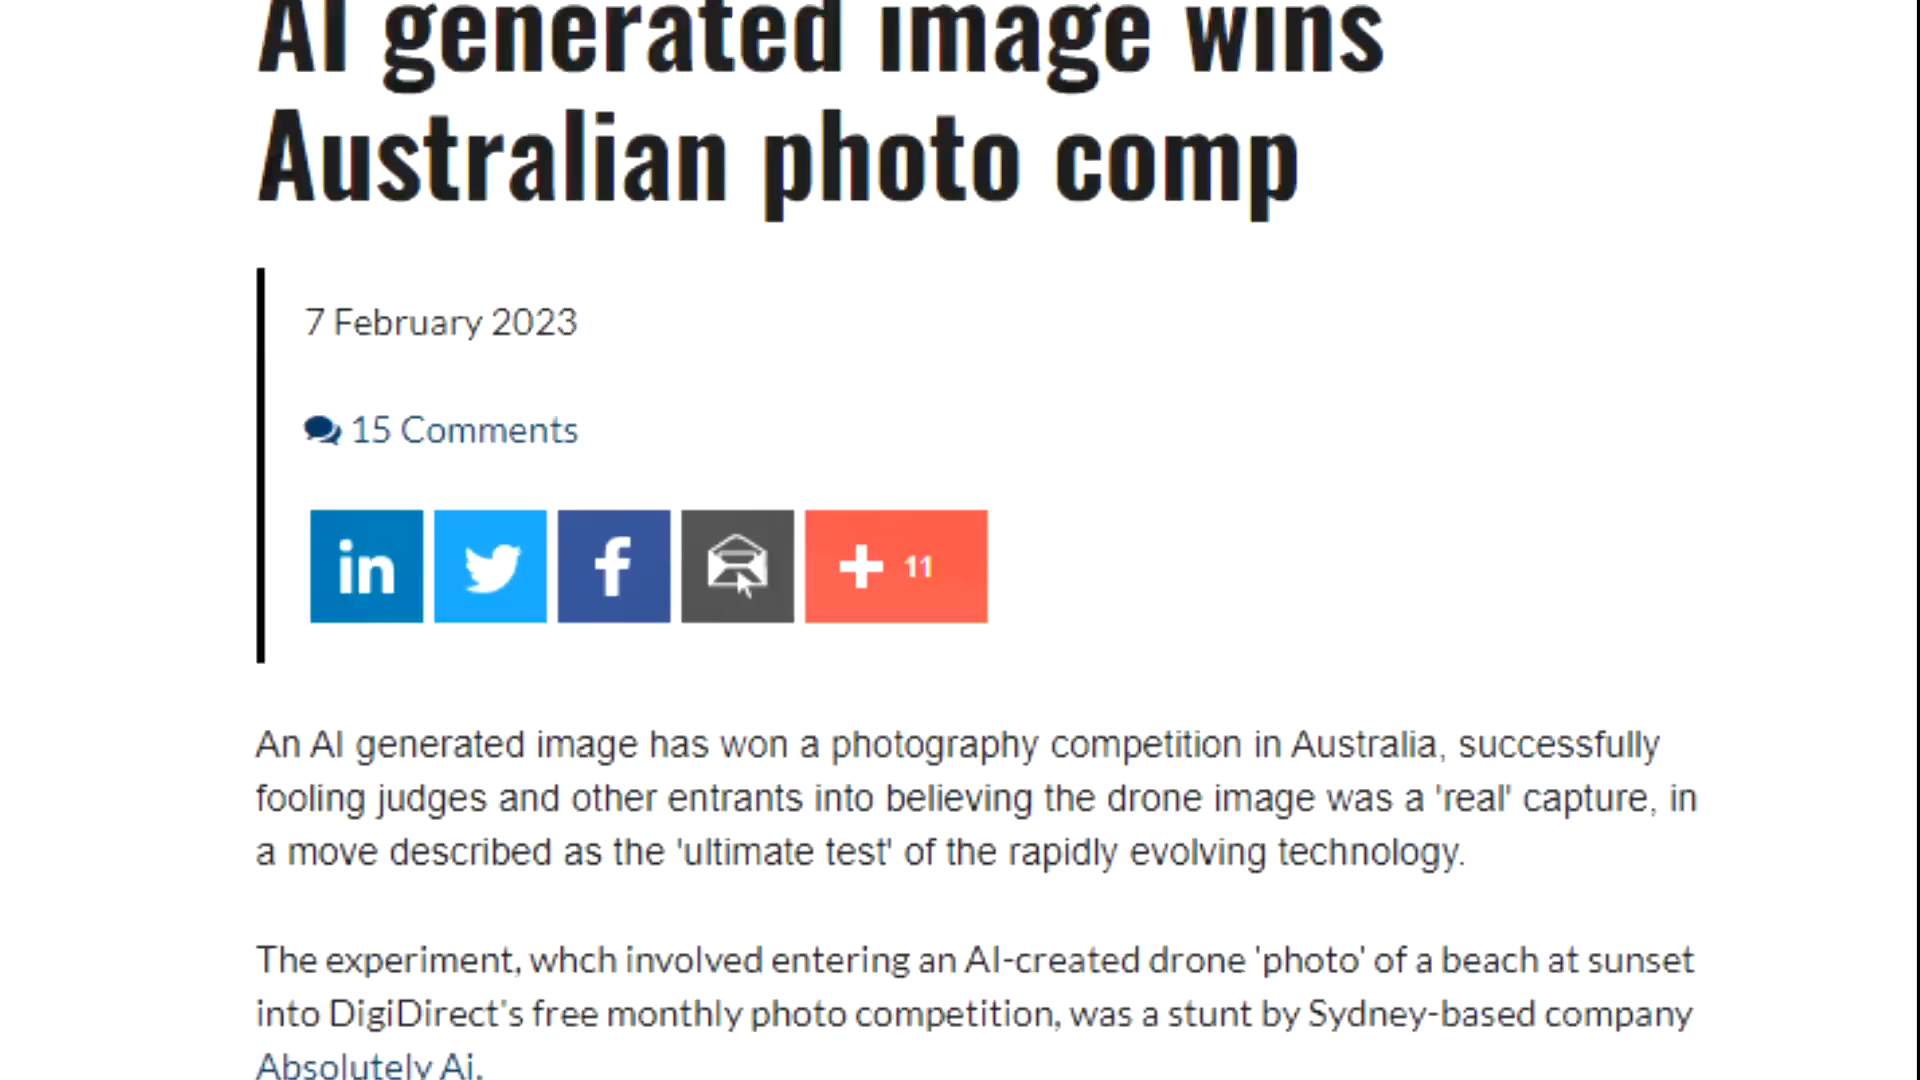 AI generated image wins
Australian photo comp
7 February 2023
15 Comments
in
f
+ 11
An AI generated image has won a photography competition in Australia, successfully
fooling judges and other entrants into believing the drone image was a 'real' capture, in
a move described as the 'ultimate test' of the rapidly evolving technology.
The experiment, whch involved entering an AI-created drone 'photo' of a beach at sunset
into DigiDirect's free monthly photo competition, was a stunt by Sydney-based company
Absolutely Ai.